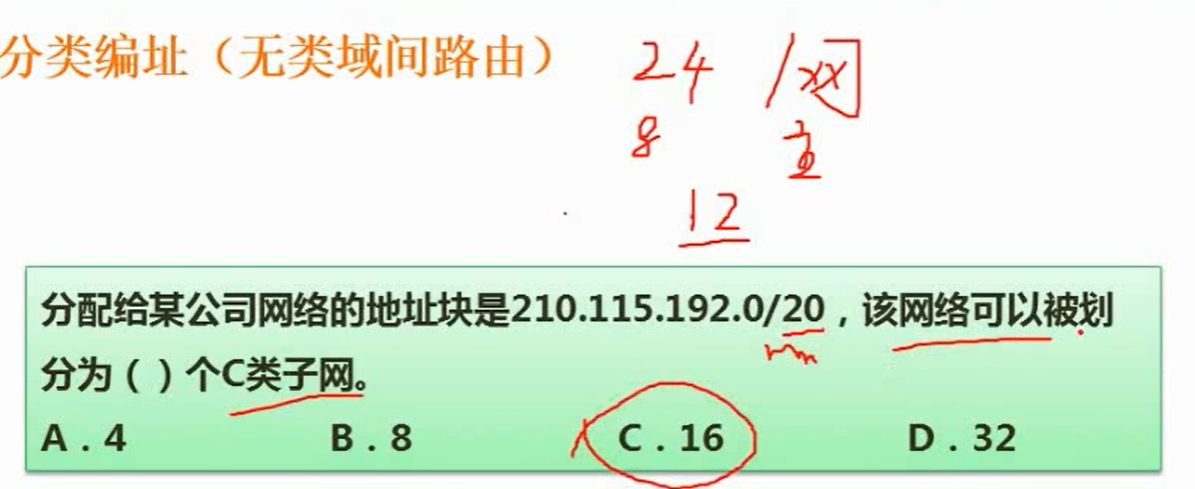 分类编址（无类域间路由）
24 /xx 网
8 主
12
分配给某公司网络的地址块是210.115.192.0/20，该网络可以被划
分为（ ）个C类子网。
A . 4 B . 8 C . 16 D . 32